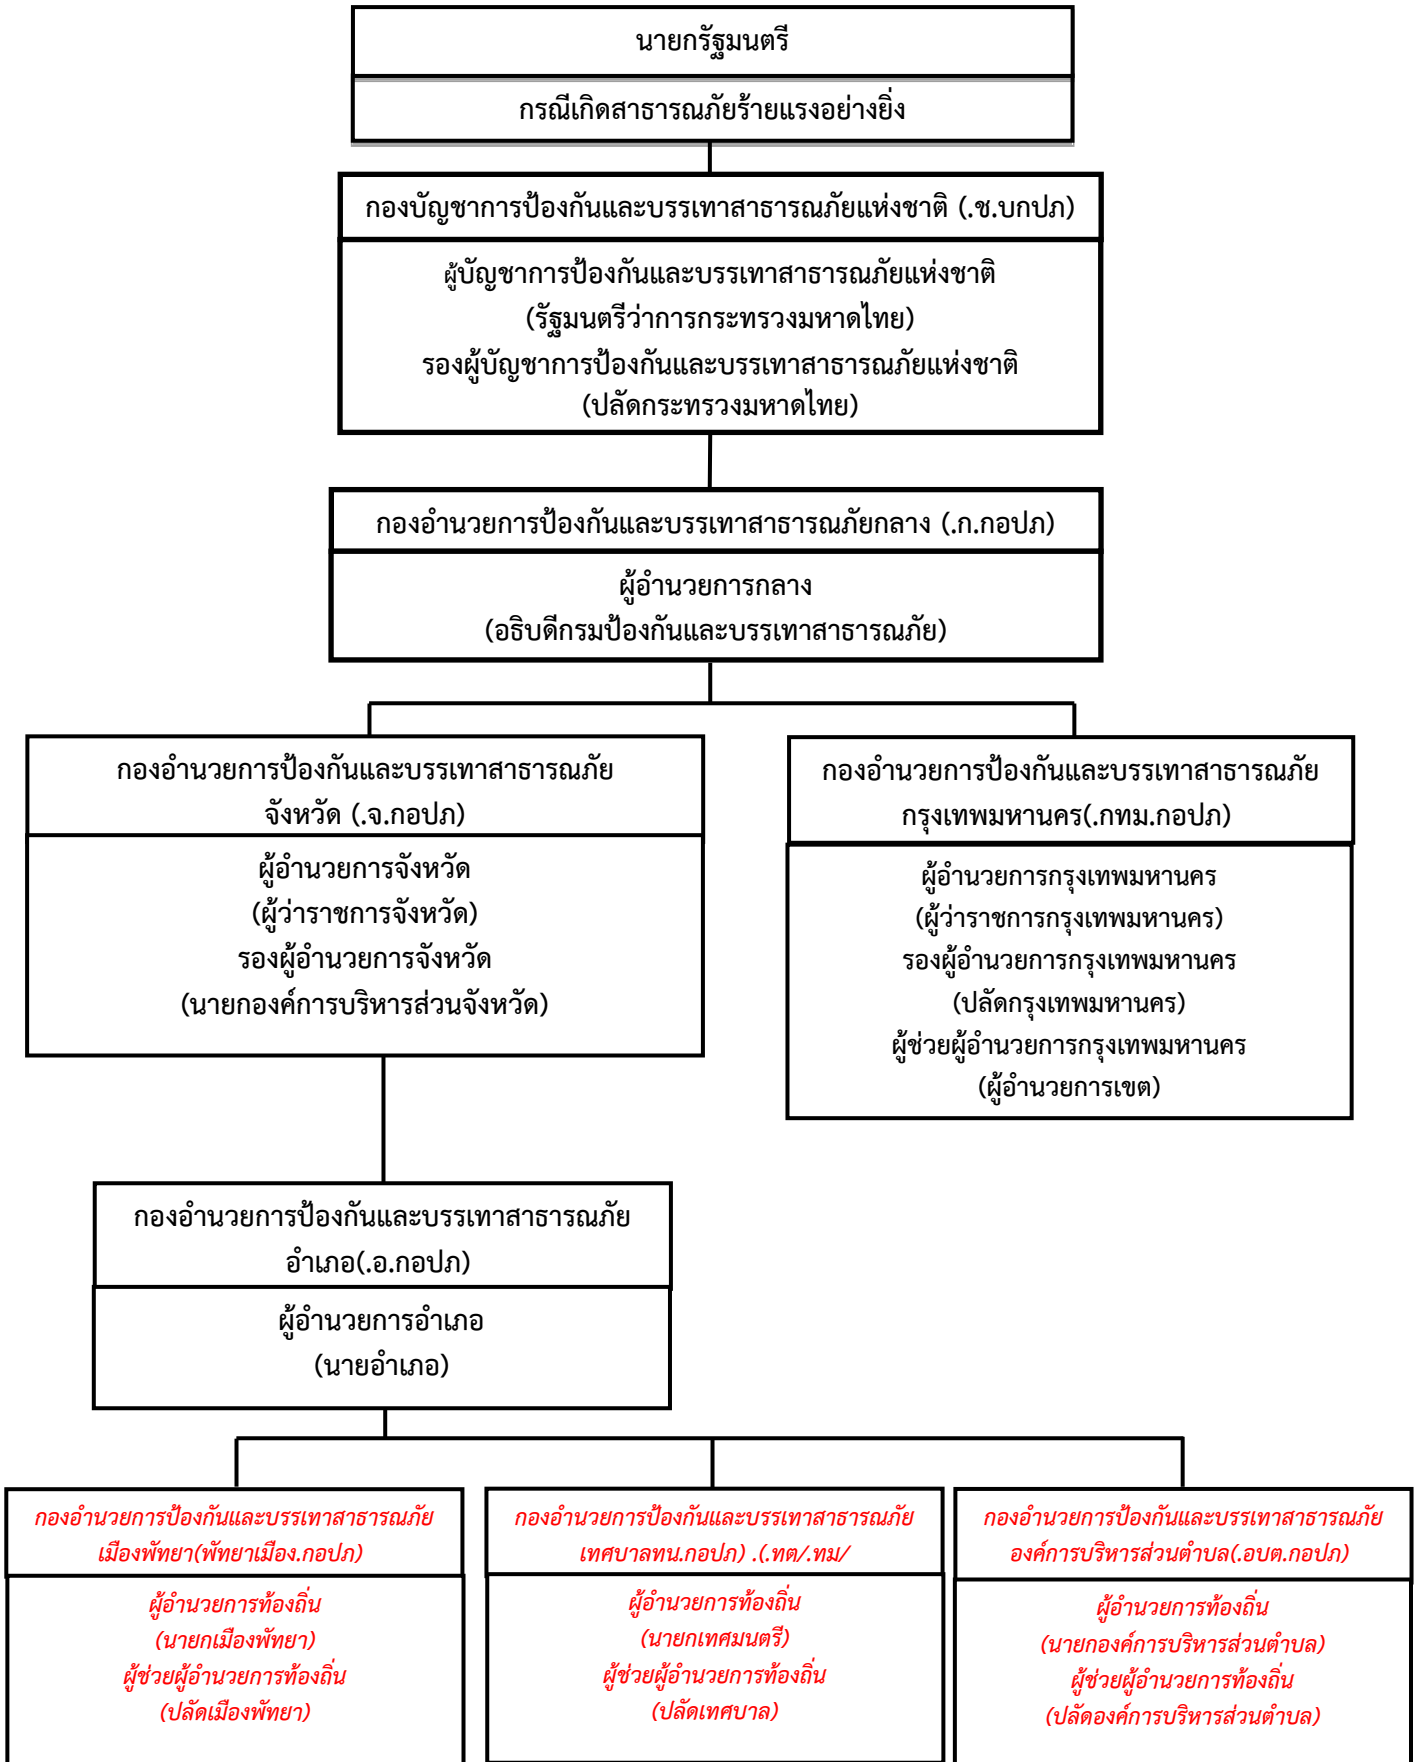 นายกรัฐมนตรี
กรณีเกิดสาธารณภัยร้ายแรงอย่างยิ่ง
กองบัญชาการป้องกันและบรรเทาสาธารณภัยแห่งชาติ (.ช.บกปภ)
ผู้บัญชาการป้องกันและบรรเทาสาธารณภัยแห่งชาติ
(รัฐมนตรีว่าการกระทรวงมหาดไทย)
รองผู้บัญชาการป้องกันและบรรเทาสาธารณภัยแห่งชาติ
(ปลัดกระทรวงมหาดไทย)
กองอำนวยการป้องกันและบรรเทาสาธารณภัยกลาง (.ก.กอปภ)
ผู้อำนวยการกลาง
(อธิบดีกรมป้องกันและบรรเทาสาธารณภัย)
กองอำนวยการป้องกันและบรรเทาสาธารณภัย
จังหวัด (.จ.กอปภ)
ผู้อำนวยการจังหวัด
(ผู้ว่าราชการจังหวัด)
รองผู้อำนวยการจังหวัด
(นายกองค์การบริหารส่วนจังหวัด)
กองอำนวยการป้องกันและบรรเทาสาธารณภัย
กรุงเทพมหานคร(.กทม.กอปภ)
ผู้อำนวยการกรุงเทพมหานคร
(ผู้ว่าราชการกรุงเทพมหานคร)
รองผู้อำนวยการกรุงเทพมหานคร
(ปลัดกรุงเทพมหานคร)
ผู้ช่วยผู้อำนวยการกรุงเทพมหานคร
(ผู้อำนวยการเขต)
กองอำนวยการป้องกันและบรรเทาสาธารณภัย
อำเภอ(.อ.กอปภ)
ผู้อำนวยการอำเภอ
(นายอำเภอ)
กองอำนวยการป้องกันและบรรเทาสาธารณภัย
เมืองพัทยา(พัทยาเมือง.กอปภ)
ผู้อำนวยการท้องถิ่น
(นายกเมืองพัทยา)
ผู้ช่วยผู้อำนวยการท้องถิ่น
(ปลัดเมืองพัทยา)
กองอำนวยการป้องกันและบรรเทาสาธารณภัย
เทศบาลทน.กอปภ) .(.ทต/.ทม/
ผู้อำนวยการท้องถิ่น
(นายกเทศมนตรี)
ผู้ช่วยผู้อำนวยการท้องถิ่น
(ปลัดเทศบาล)
กองอำนวยการป้องกันและบรรเทาสาธารณภัย
องค์การบริหารส่วนตำบล(.อบต.กอปภ)
ผู้อำนวยการท้องถิ่น
(นายกองค์การบริหารส่วนตำบล)
ผู้ช่วยผู้อำนวยการท้องถิ่น
(ปลัดองค์การบริหารส่วนตำบล)